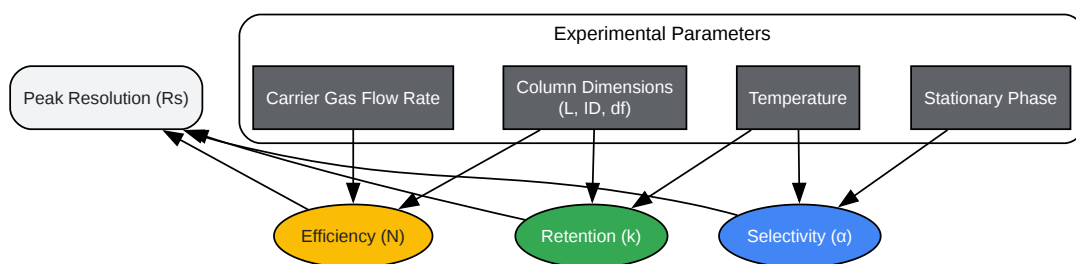 Experimental Parameters
Peak Resolution (Rs)
Carrier Gas Flow Rate
Column Dimensions
(L, ID, df)
Temperature
Stationary Phase
Efficiency (N)
Retention (k)
Selectivity (α)